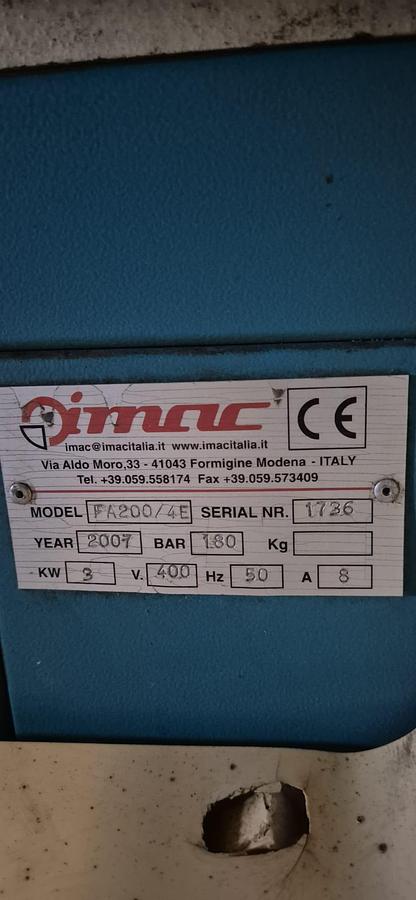 imac
CE
imac@imacitalia.it www.imacitalia.it
Via Aldo Moro,33 - 41043 Formigine Modena - ITALY
Tel. +39.059.558174 Fax +39.059.573409
MODEL FA200/4E SERIAL NR. 1736
YEAR 2007 BAR 180 Kg
KW 3 V. 400 Hz 50 A 8